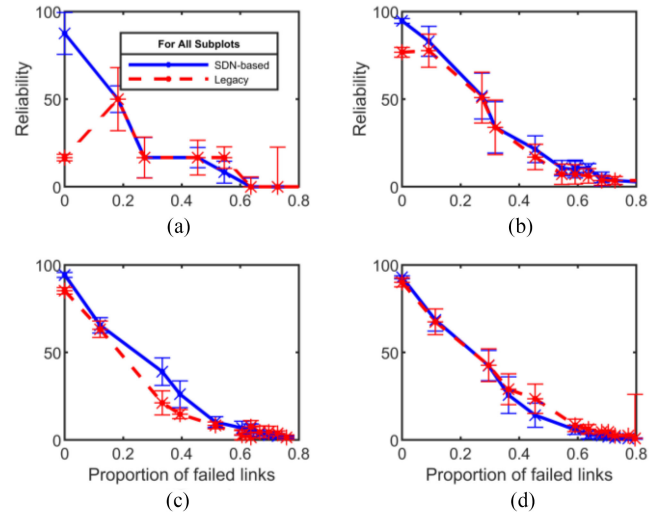 100
50
0
Reliability
For All Subplots
SDN-based
Legacy
0 0.2 0.4 0.6 0.8
(a)
100
50
0
Reliability
0 0.2 0.4 0.6 0.8
(b)
100
50
0
0 0.2 0.4 0.6 0.8
Proportion of failed links
(c)
100
50
0
0 0.2 0.4 0.6 0.8
Proportion of failed links
(d)